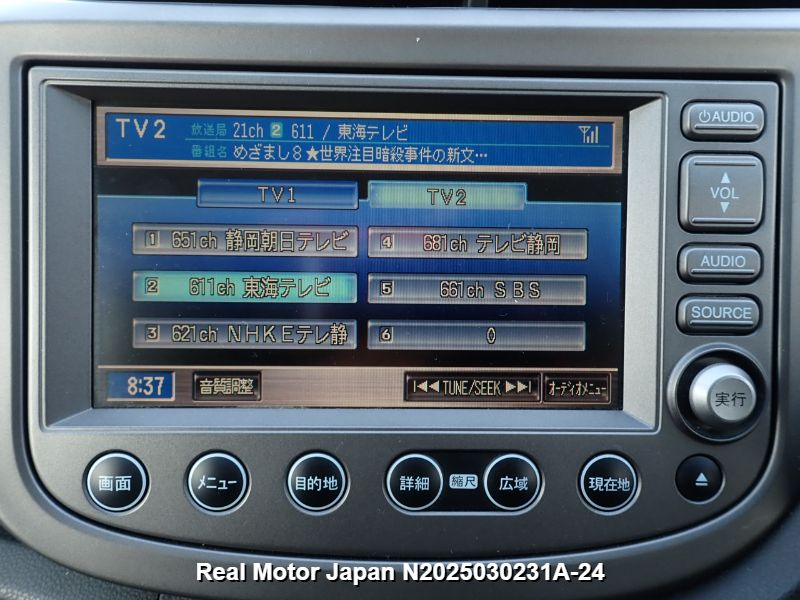 TV2 放送局 21ch 2 611 / 東海テレビ
番組名 めざまし8★世界注目暗殺事件の新文…
TV1 TV2
1 651ch 静岡朝日テレビ 4 681ch テレビ静岡
2 611ch 東海テレビ 5 661ch SBS
3 621ch NHKEテレ静 6 0
8:37 音質調整 TUNE/SEEK オーディオメニュー
AUDIO
VOL
AUDIO
SOURCE
実行
画面 メニュー 目的地 詳細 縮尺 広域 現在地
Real Motor Japan N2025030231A-24